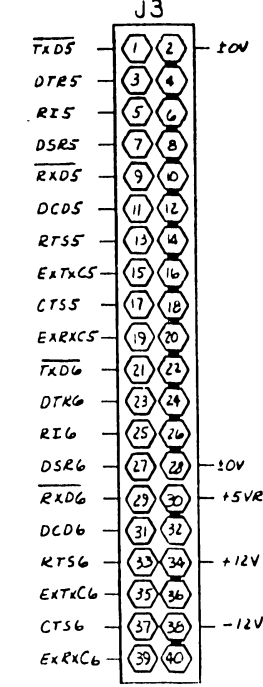 J3
TXD5 1 2 ±0V
DTR5 3 4
RI5 5 6
DSR5 7 8
RXD5 9 10
DCD5 11 12
RTS5 13 14
EXTXC5 15 16
CTS5 17 18
EXRXC5 19 20
TXD6 21 22
DTR6 23 24
RI6 25 26
DSR6 27 28 ±0V
RXD6 29 30 +5VR
DCD6 31 32
RTS6 33 34 +12V
EXTXC6 35 36
CTS6 37 38 -12V
EXRXC6 39 40